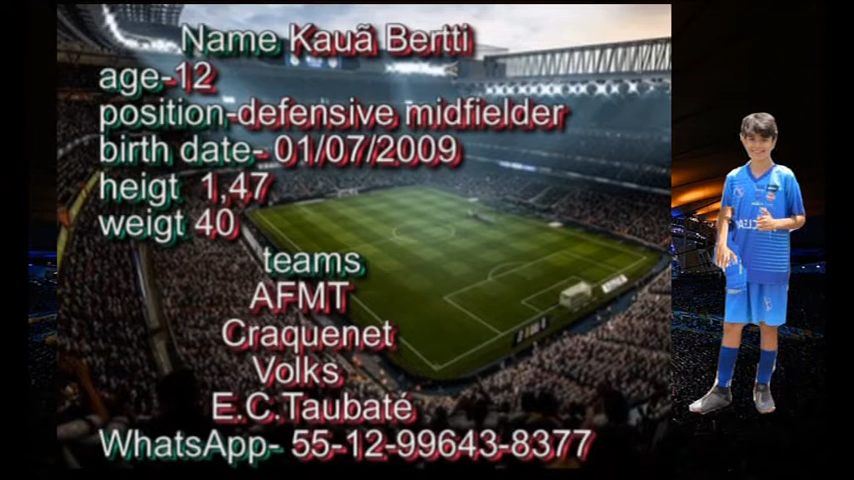 Name Kauã Bertti
age-12
position-defensive midfielder
birth date- 01/07/2009
heigt 1,47
weigt 40
teams
AFMT
Craquenet
Volks
E.C.Taubaté
WhatsApp- 55-12-99643-8377